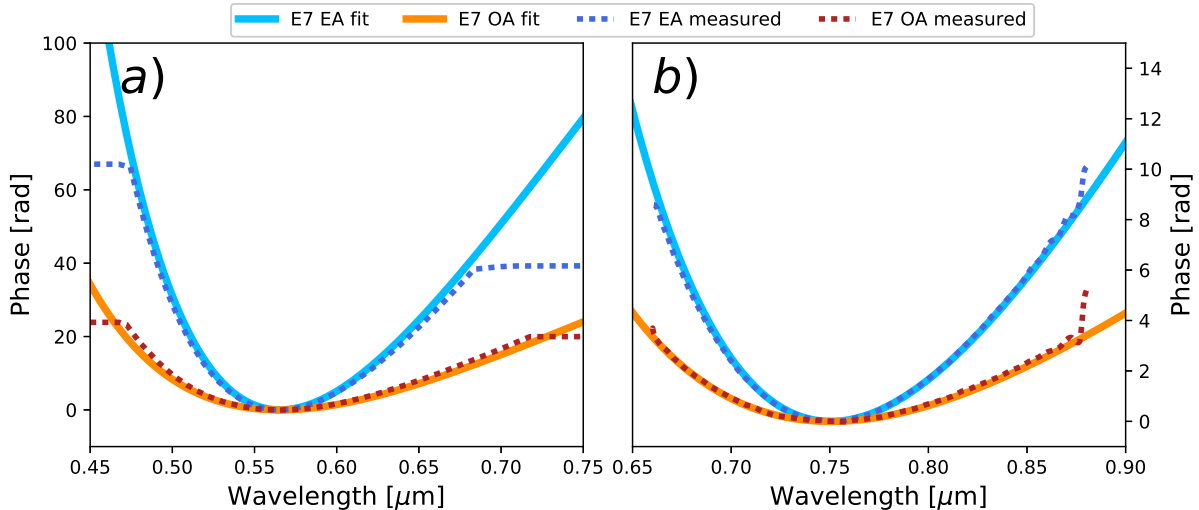 E7 EA fit E7 OA fit E7 EA measured E7 OA measured
a)
b)
100
80
60
40
20
0
Phase [rad]
14
12
10
8
6
4
2
0
Phase [rad]
0.45 0.50 0.55 0.60 0.65 0.70 0.75
0.65 0.70 0.75 0.80 0.85 0.90
Wavelength [μm]
Wavelength [μm]